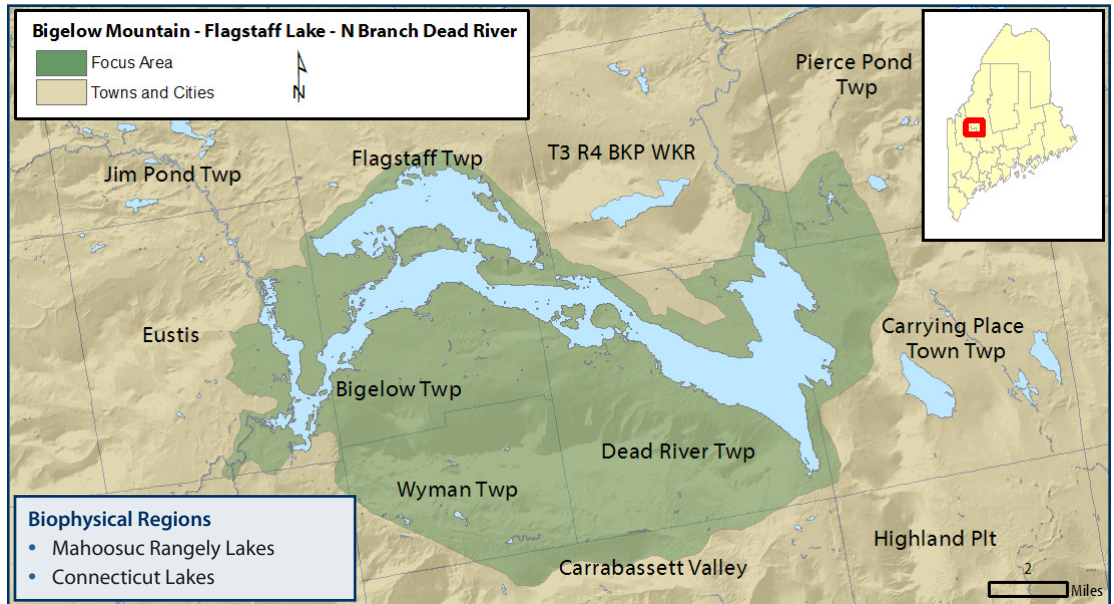 Bigelow Mountain - Flagstaff Lake - N Branch Dead River
Focus Area
Towns and Cities
N
Pierce Pond
Twp
Flagstaff Twp
T3 R4 BKP WKR
Jim Pond Twp
Eustis
Carrying Place
Town Twp
Bigelow Twp
Dead River Twp
Wyman Twp
Biophysical Regions
• Mahoosuc Rangely Lakes
• Connecticut Lakes
Highland Plt
Carrabassett Valley
2
Miles